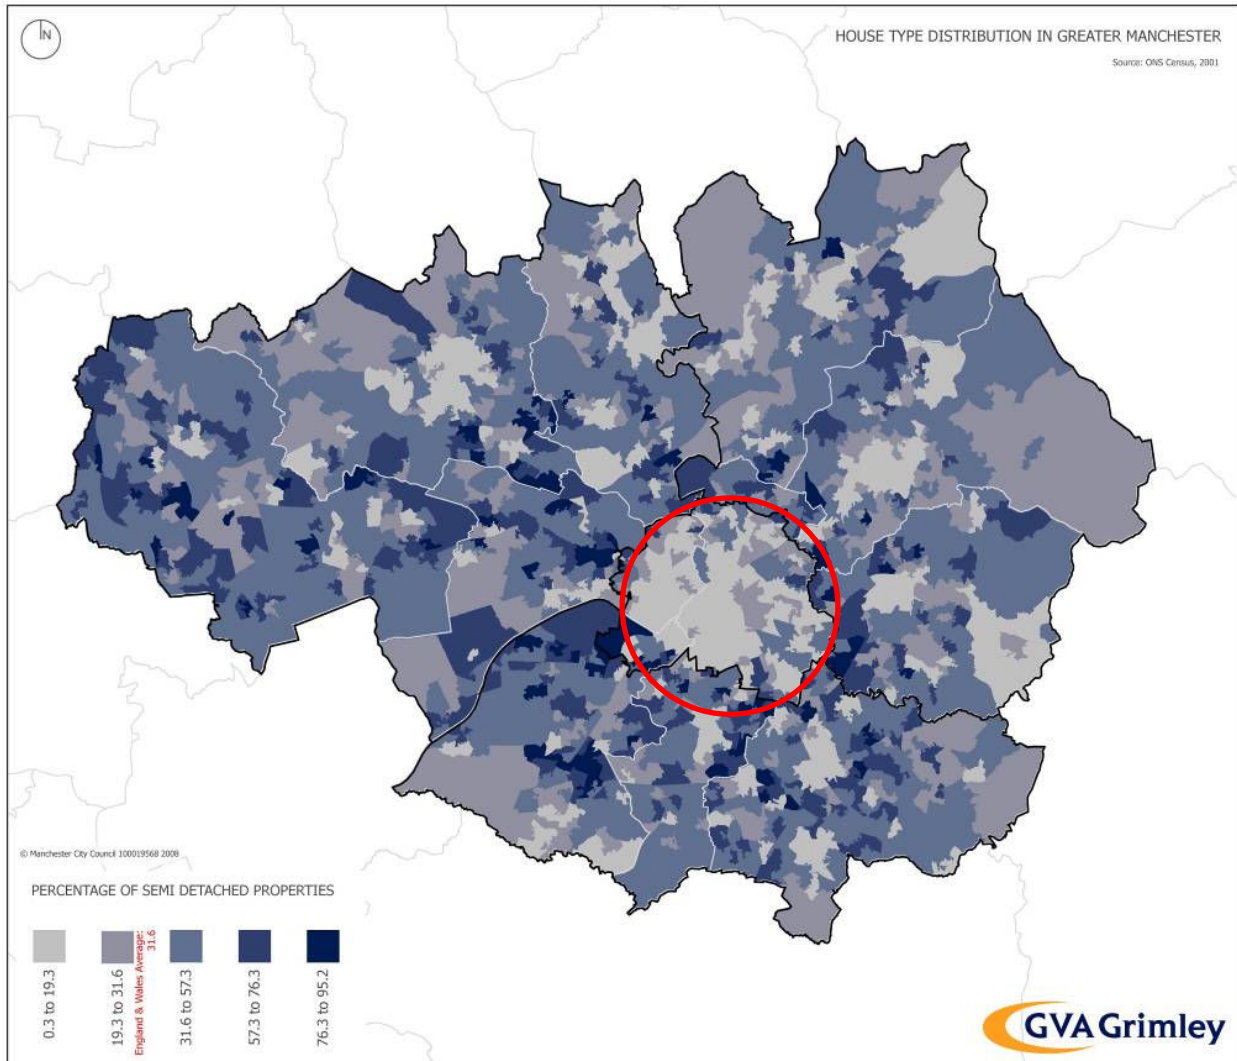 N
HOUSE TYPE DISTRIBUTION IN GREATER MANCHESTER
Source: ONS Census, 2001
© Manchester City Council 100019568 2008
PERCENTAGE OF SEMI DETACHED PROPERTIES
0.3 to 19.3
19.3 to 31.6
England & Wales Average:
31.6
31.6 to 57.3
57.3 to 76.3
76.3 to 95.2
GVA Grimley